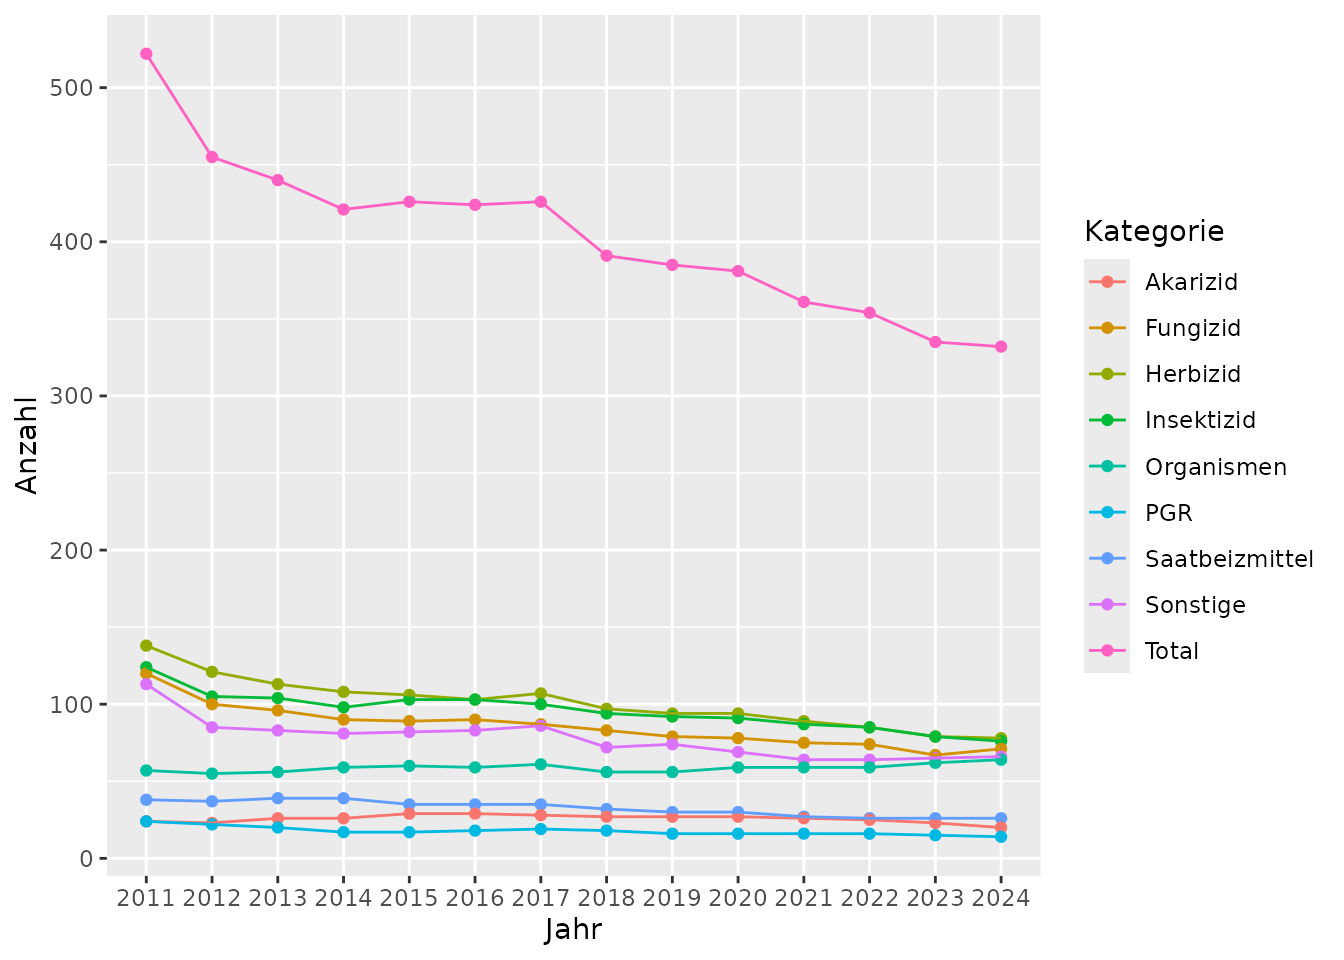 Anzahl
500
400
300
200
100
0
2011 2012 2013 2014 2015 2016 2017 2018 2019 2020 2021 2022 2023 2024
Jahr
Kategorie
Akarizid
Fungizid
Herbizid
Insektizid
Organismen
PGR
Saatbeizmittel
Sonstige
Total